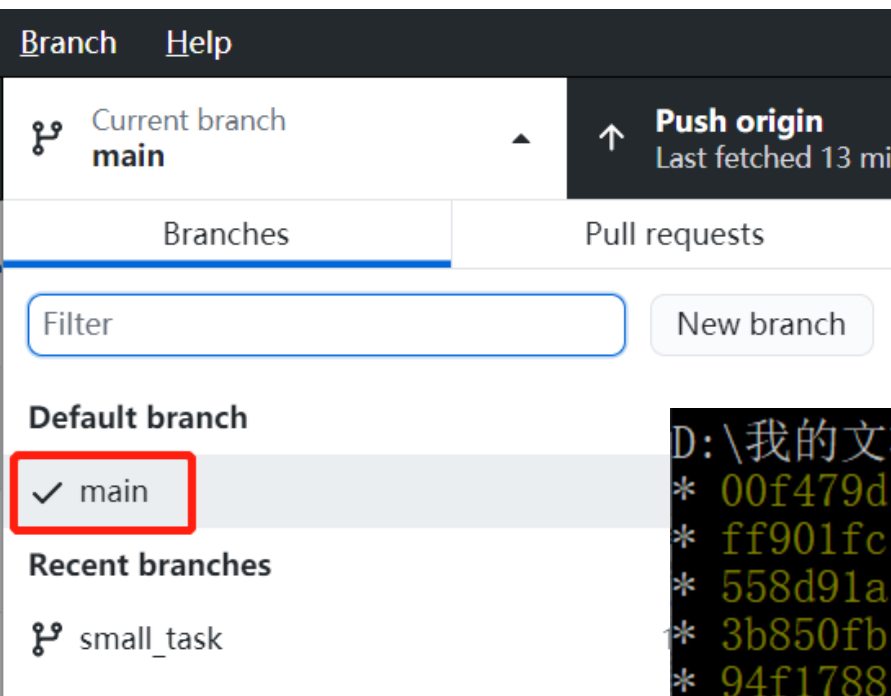 Branch Help
Current branch
main
Push origin
Last fetched 13 mi
Branches
Pull requests
Filter
New branch
Default branch
main
Recent branches
small_task
D:\我的文
* 00f479d
* ff901fc
* 558d91a
* 3b850fb
* 94f1788